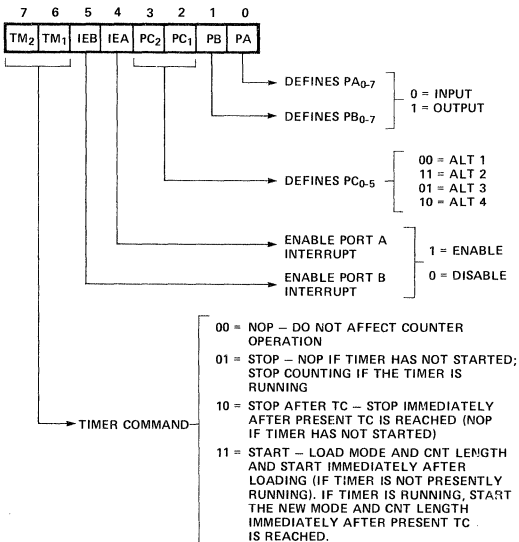 7 6 5 4 3 2 1 0
TM2 TM1 IEB IEA PC2 PC1 PB PA
DEFINES PA0-7
DEFINES PB0-7
0 = INPUT
1 = OUTPUT
DEFINES PC0-5
00 = ALT 1
11 = ALT 2
01 = ALT 3
10 = ALT 4
ENABLE PORT A
INTERRUPT
ENABLE PORT B
INTERRUPT
1 = ENABLE
0 = DISABLE
TIMER COMMAND
00 = NOP – DO NOT AFFECT COUNTER
OPERATION
01 = STOP – NOP IF TIMER HAS NOT STARTED;
STOP COUNTING IF THE TIMER IS
RUNNING
10 = STOP AFTER TC – STOP IMMEDIATELY
AFTER PRESENT TC IS REACHED (NOP
IF TIMER HAS NOT STARTED)
11 = START – LOAD MODE AND CNT LENGTH
AND START IMMEDIATELY AFTER
LOADING (IF TIMER IS NOT PRESENTLY
RUNNING). IF TIMER IS RUNNING, START
THE NEW MODE AND CNT LENGTH
IMMEDIATELY AFTER PRESENT TC
IS REACHED.